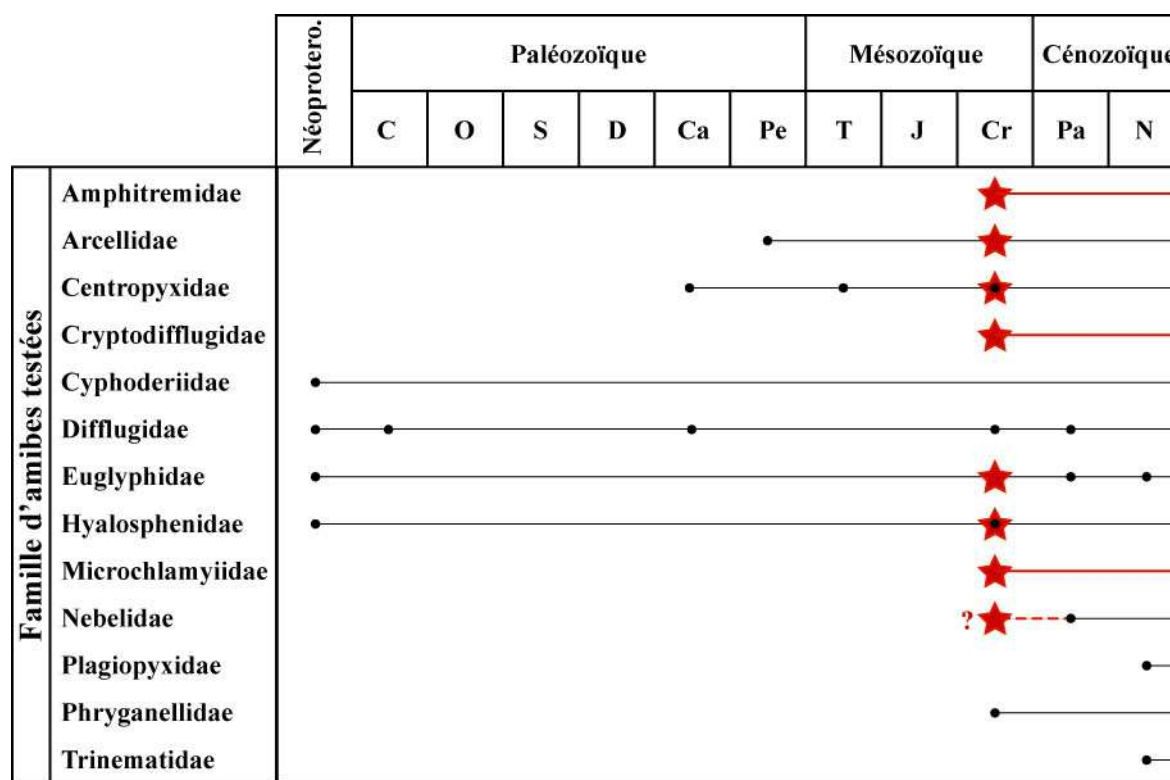 Néoprotero.
Paléozoïque
Mésozoïque
Cénozoïque
C
O
S
D
Ca
Pe
T
J
Cr
Pa
N
Famille d'amibes testées
Amphitremidae
Arcellidae
Centropyxidae
Cryptodifflugidae
Cyphoderiidae
Difflugidae
Euglyphidae
Hyalosphenidae
Microchlamyiidae
Nebelidae
?
Plagiopyxidae
Phryganellidae
Trinematidae